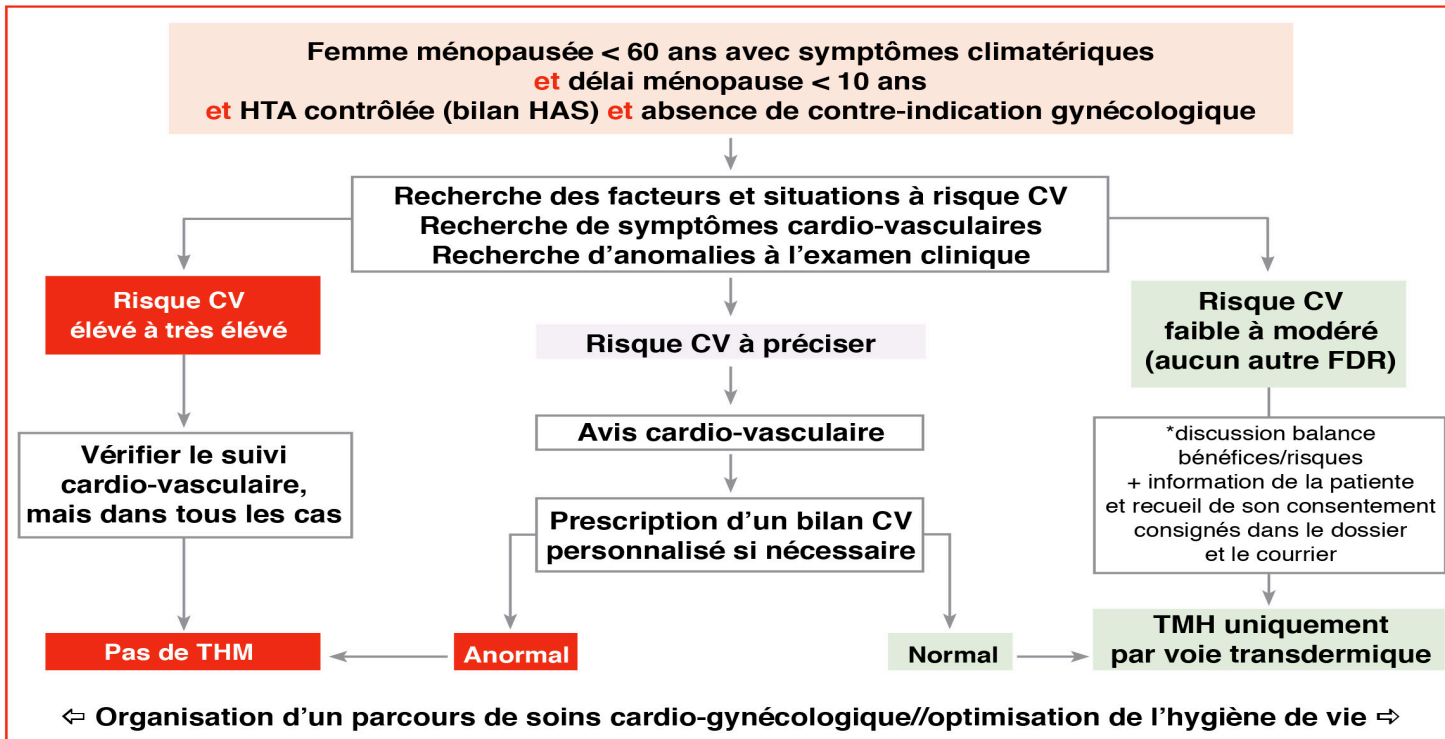 Femme ménopausée < 60 ans avec symptômes climatériques
et délai ménopause < 10 ans
et HTA contrôlée (bilan HAS) et absence de contre-indication gynécologique
Recherche des facteurs et situations à risque CV
Recherche de symptômes cardio-vasculaires
Recherche d'anomalies à l'examen clinique
Risque CV
élévé à très élévé
Risque CV à préciser
Risque CV
faible à modéré
(aucun autre FDR)
Vérifier le suivi
cardio-vasculaire,
mais dans tous les cas
Avis cardio-vasculaire
*discussion balance
bénéfices/risques
+ information de la patiente
et recueil de son consentement
consignés dans le dossier
et le courrier
Prescription d'un bilan CV
personnalisé si nécessaire
Pas de THM
Anormal
Normal
TMH uniquement
par voie transdermique
⇦ Organisation d'un parcours de soins cardio-gynécologique//optimisation de l'hygiène de vie ⇨